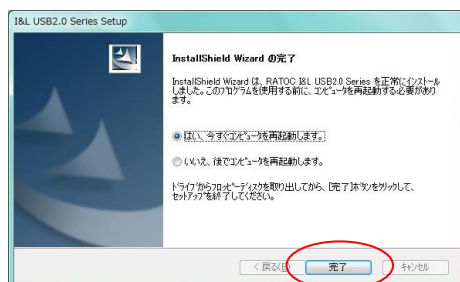 I&L USB2.0 Series Setup
InstallShield Wizard の完了
InstallShield Wizard は、RATOC I&L USB2.0 Series を正常にインストール
しました。このプログラムを使用する前に、コンピュータを再起動する必要があり
ます。
はい、今すぐコンピュータを再起動します。
いいえ、後でコンピュータを再起動します。
ドライブからフロッピーディスクを取り出してから、[完了]ボタンをクリックして、
セットアップを終了してください。
< 戻る(B)
完了
キャンセル